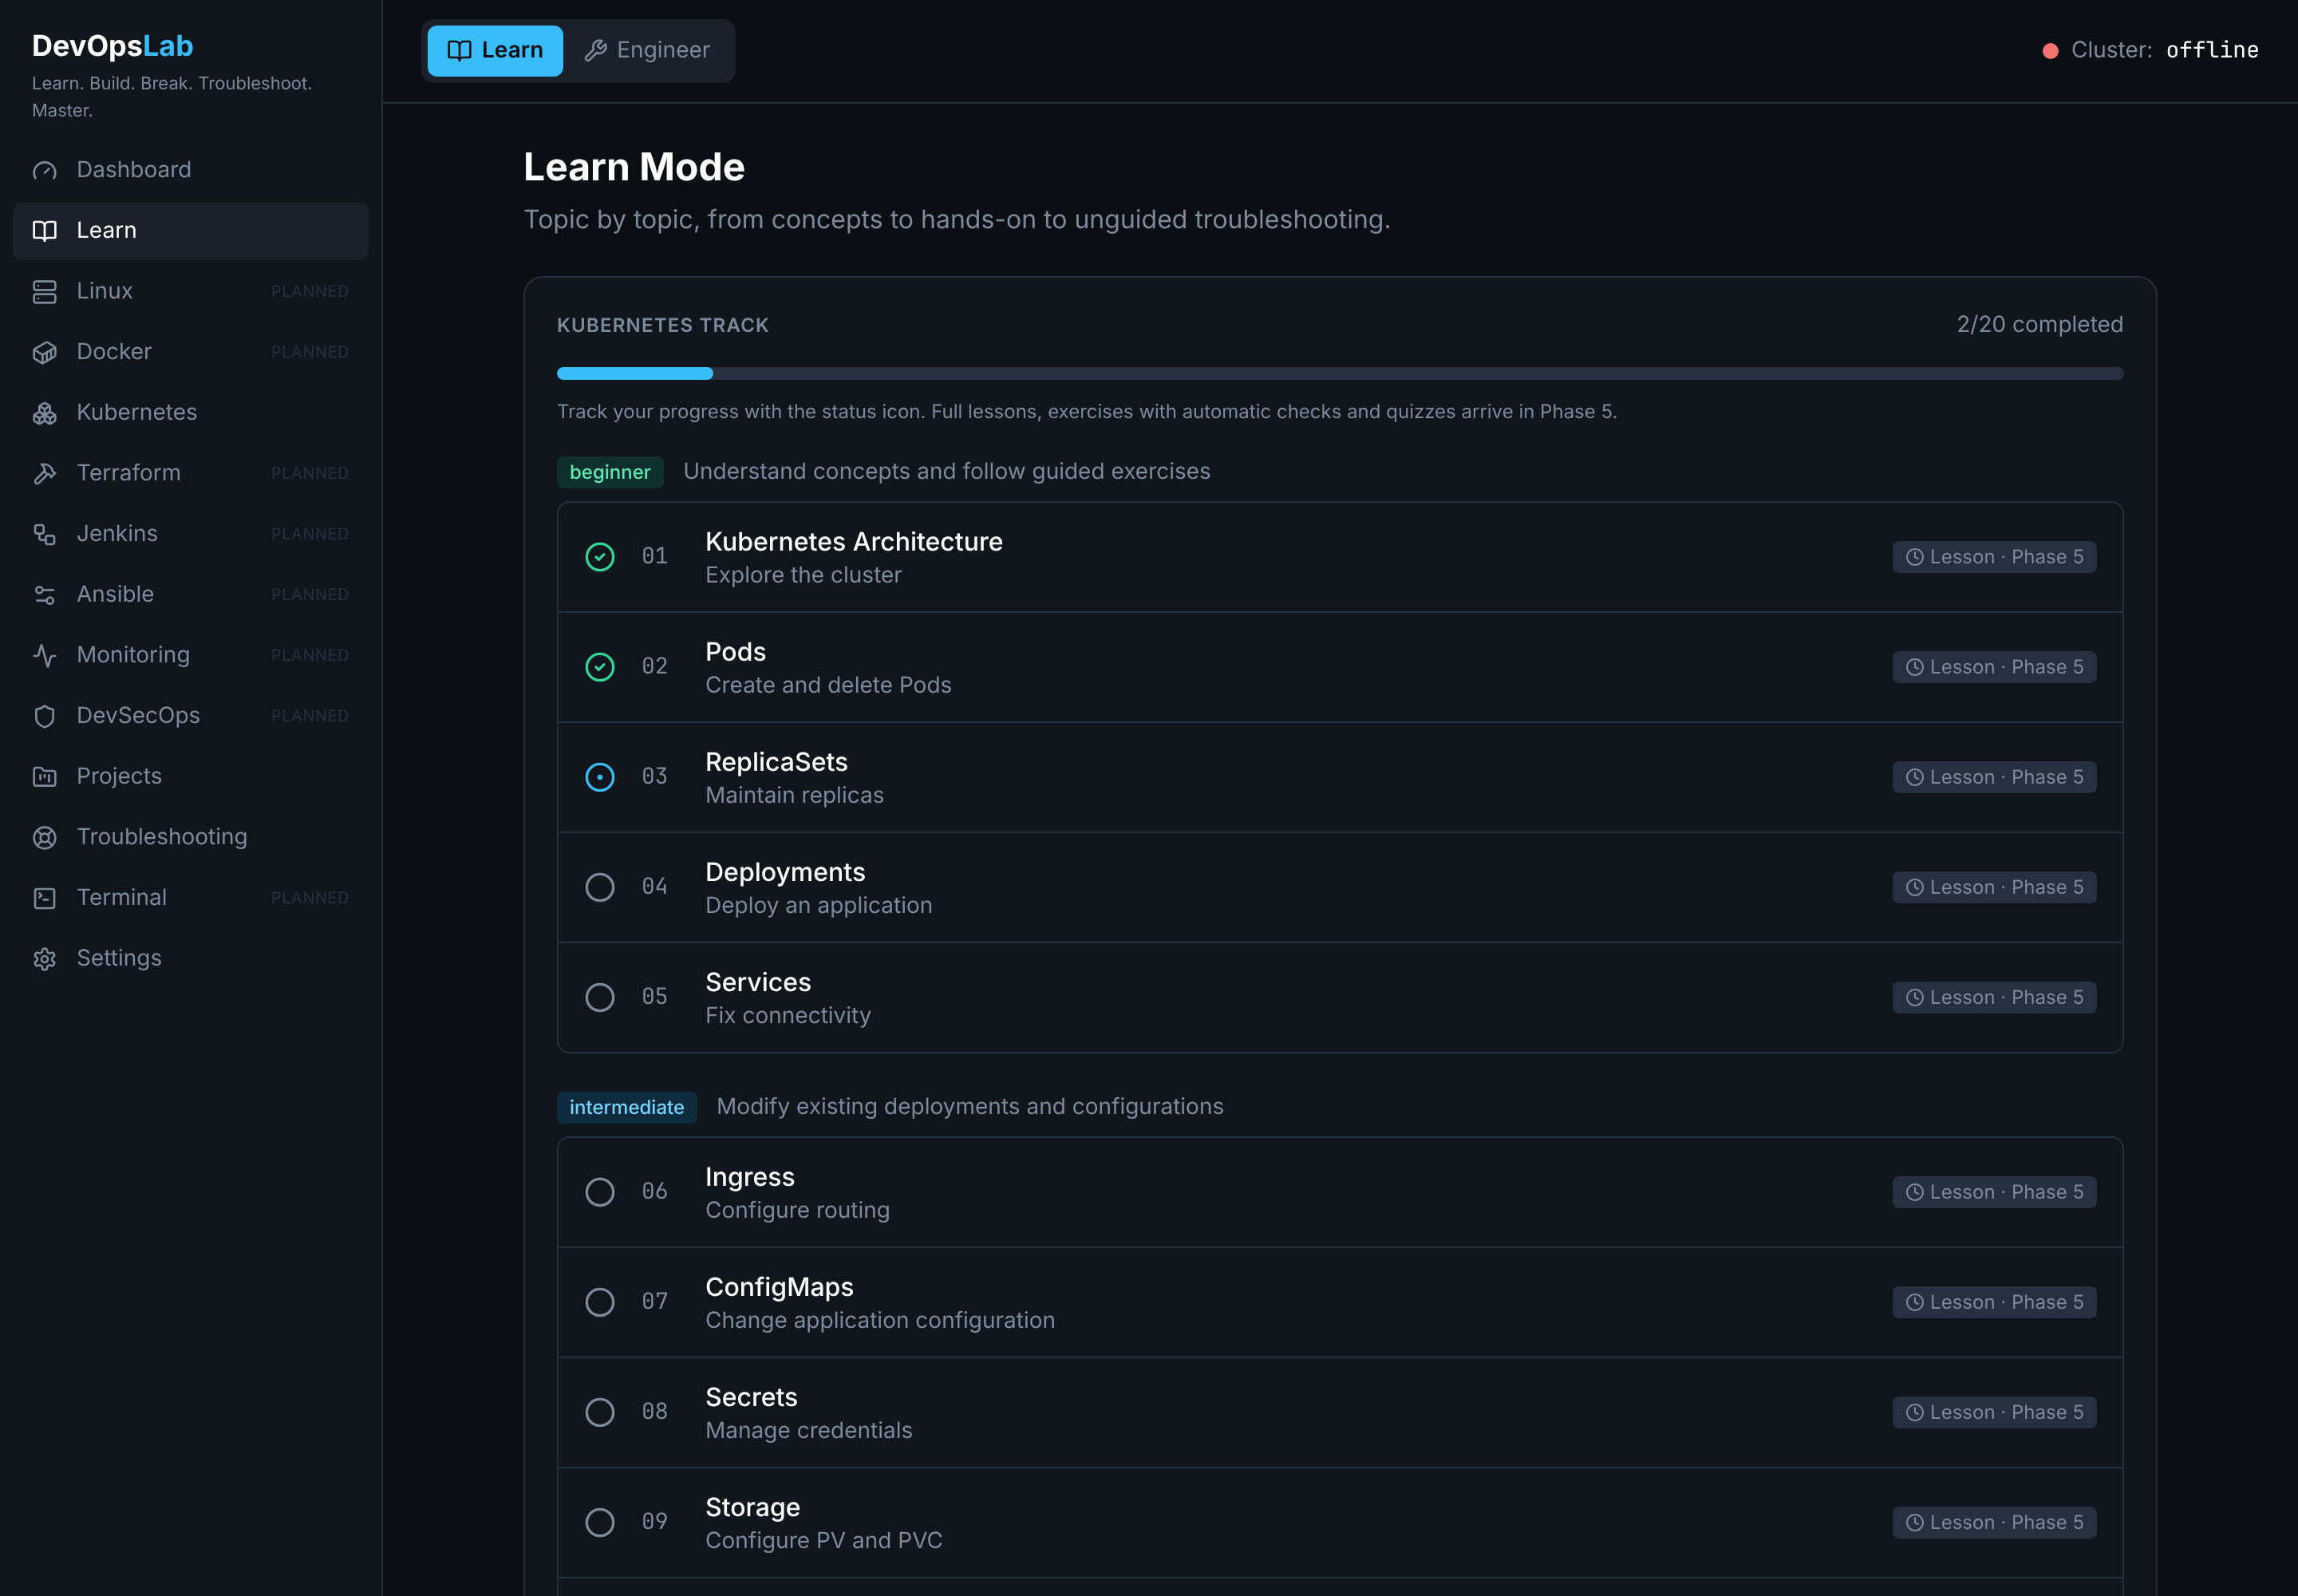 DevOpsLab
Learn. Build. Break. Troubleshoot.
Master.
Dashboard
Learn
Linux PLANNED
Docker PLANNED
Kubernetes
Terraform PLANNED
Jenkins PLANNED
Ansible PLANNED
Monitoring PLANNED
DevSecOps PLANNED
Projects
Troubleshooting
Terminal PLANNED
Settings
Learn Engineer
Cluster: offline
Learn Mode
Topic by topic, from concepts to hands-on to unguided troubleshooting.
KUBERNETES TRACK 2/20 completed
Track your progress with the status icon. Full lessons, exercises with automatic checks and quizzes arrive in Phase 5.
beginner Understand concepts and follow guided exercises
01 Kubernetes Architecture Lesson · Phase 5
Explore the cluster
02 Pods Lesson · Phase 5
Create and delete Pods
03 ReplicaSets Lesson · Phase 5
Maintain replicas
04 Deployments Lesson · Phase 5
Deploy an application
05 Services Lesson · Phase 5
Fix connectivity
intermediate Modify existing deployments and configurations
06 Ingress Lesson · Phase 5
Configure routing
07 ConfigMaps Lesson · Phase 5
Change application configuration
08 Secrets Lesson · Phase 5
Manage credentials
09 Storage Lesson · Phase 5
Configure PV and PVC